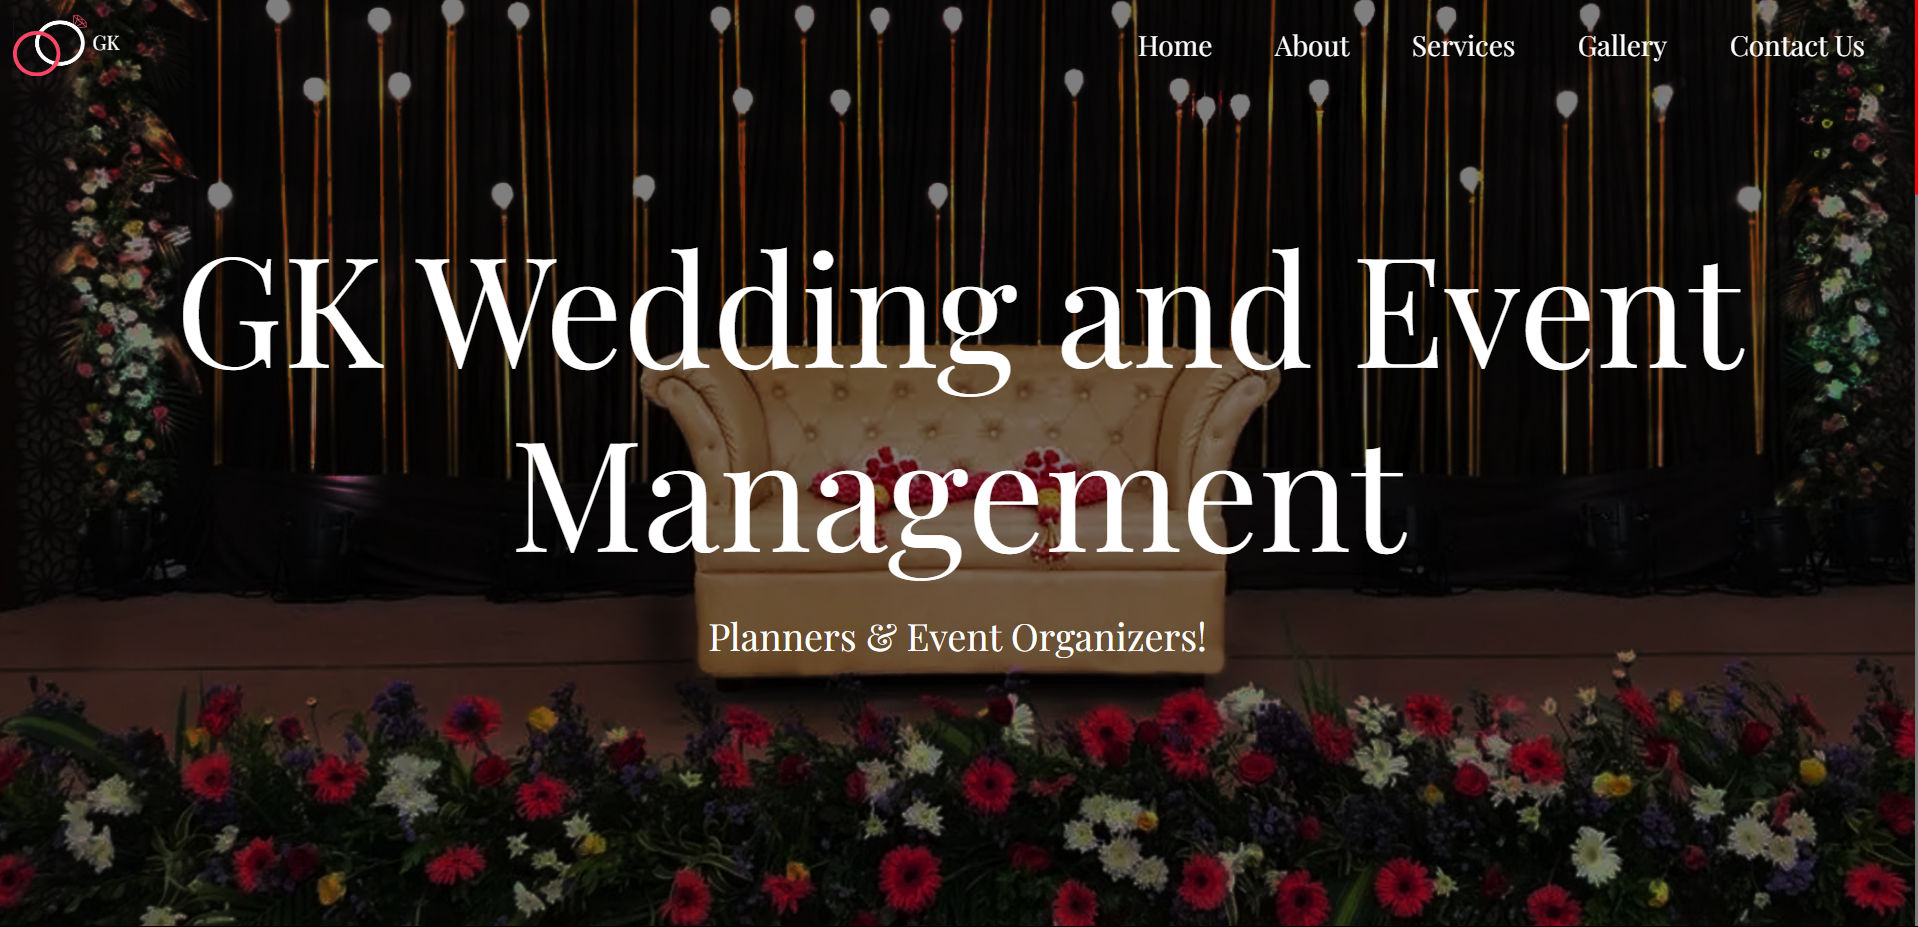 GK
Home About Services Gallery Contact Us
GK Wedding and Event
Management
Planners & Event Organizers!